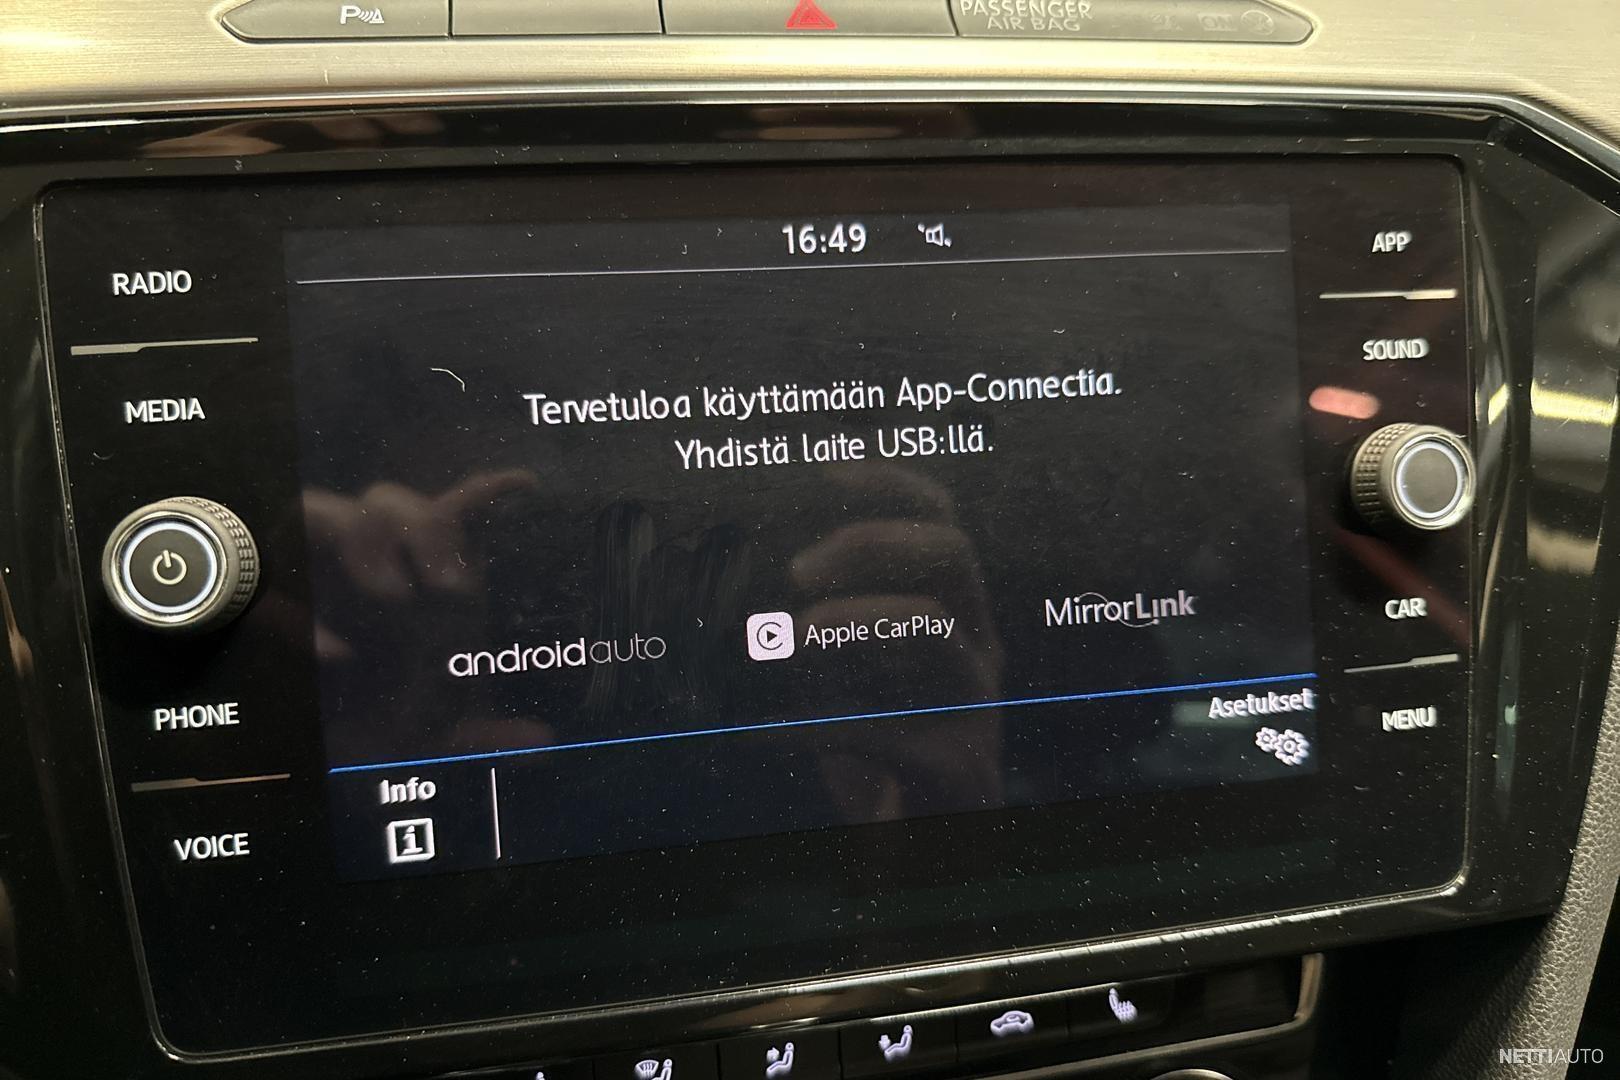 P
PASSENGER
AIR BAG
ON
16:49
RADIO
MEDIA
PHONE
VOICE
Tervetuloa käyttämään App-Connectia.
Yhdistä laite USB:llä.
androidauto
Apple CarPlay
MirrorLink
Asetukset
Info
i
APP
SOUND
CAR
MENU
NETTIAUTO